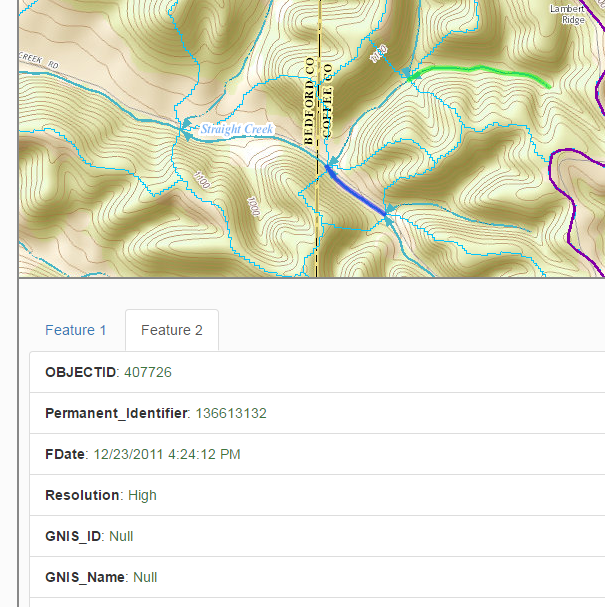 Lambert
Ridge
CREEK RD
1100
BEDFORD CO
COFFEE CO
Straight Creek
1100
1000
Feature 1
Feature 2
OBJECTID: 407726
Permanent_Identifier: 136613132
FDate: 12/23/2011 4:24:12 PM
Resolution: High
GNIS_ID: Null
GNIS_Name: Null